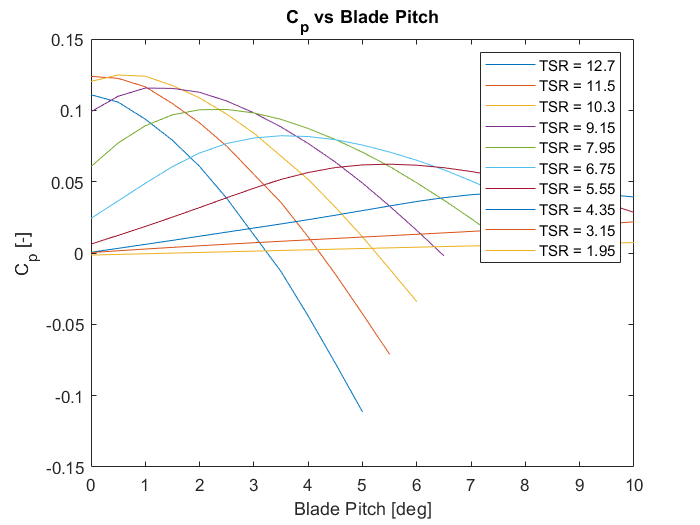 Cp vs Blade Pitch
0.15
0.1
0.05
0
-0.05
-0.1
-0.15
Cp [-]
TSR = 12.7
TSR = 11.5
TSR = 10.3
TSR = 9.15
TSR = 7.95
TSR = 6.75
TSR = 5.55
TSR = 4.35
TSR = 3.15
TSR = 1.95
0 1 2 3 4 5 6 7 8 9 10
Blade Pitch [deg]